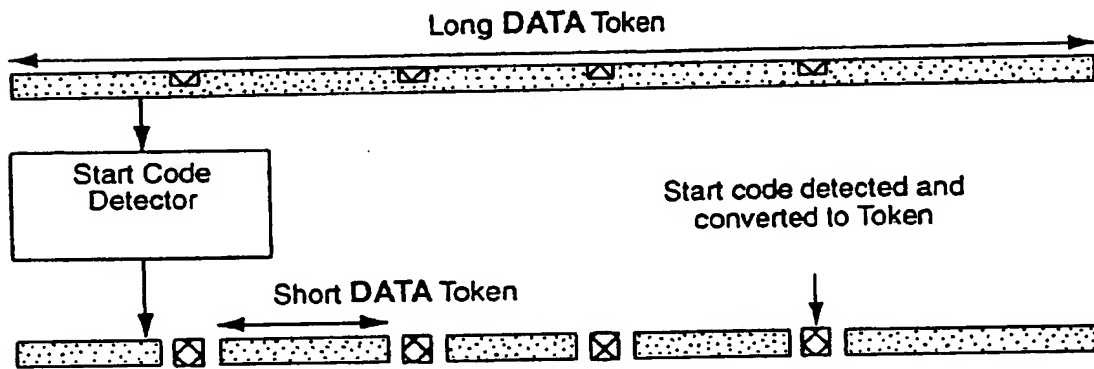 Long DATA Token
Start Code
Detector
Start code detected and
converted to Token
Short DATA Token